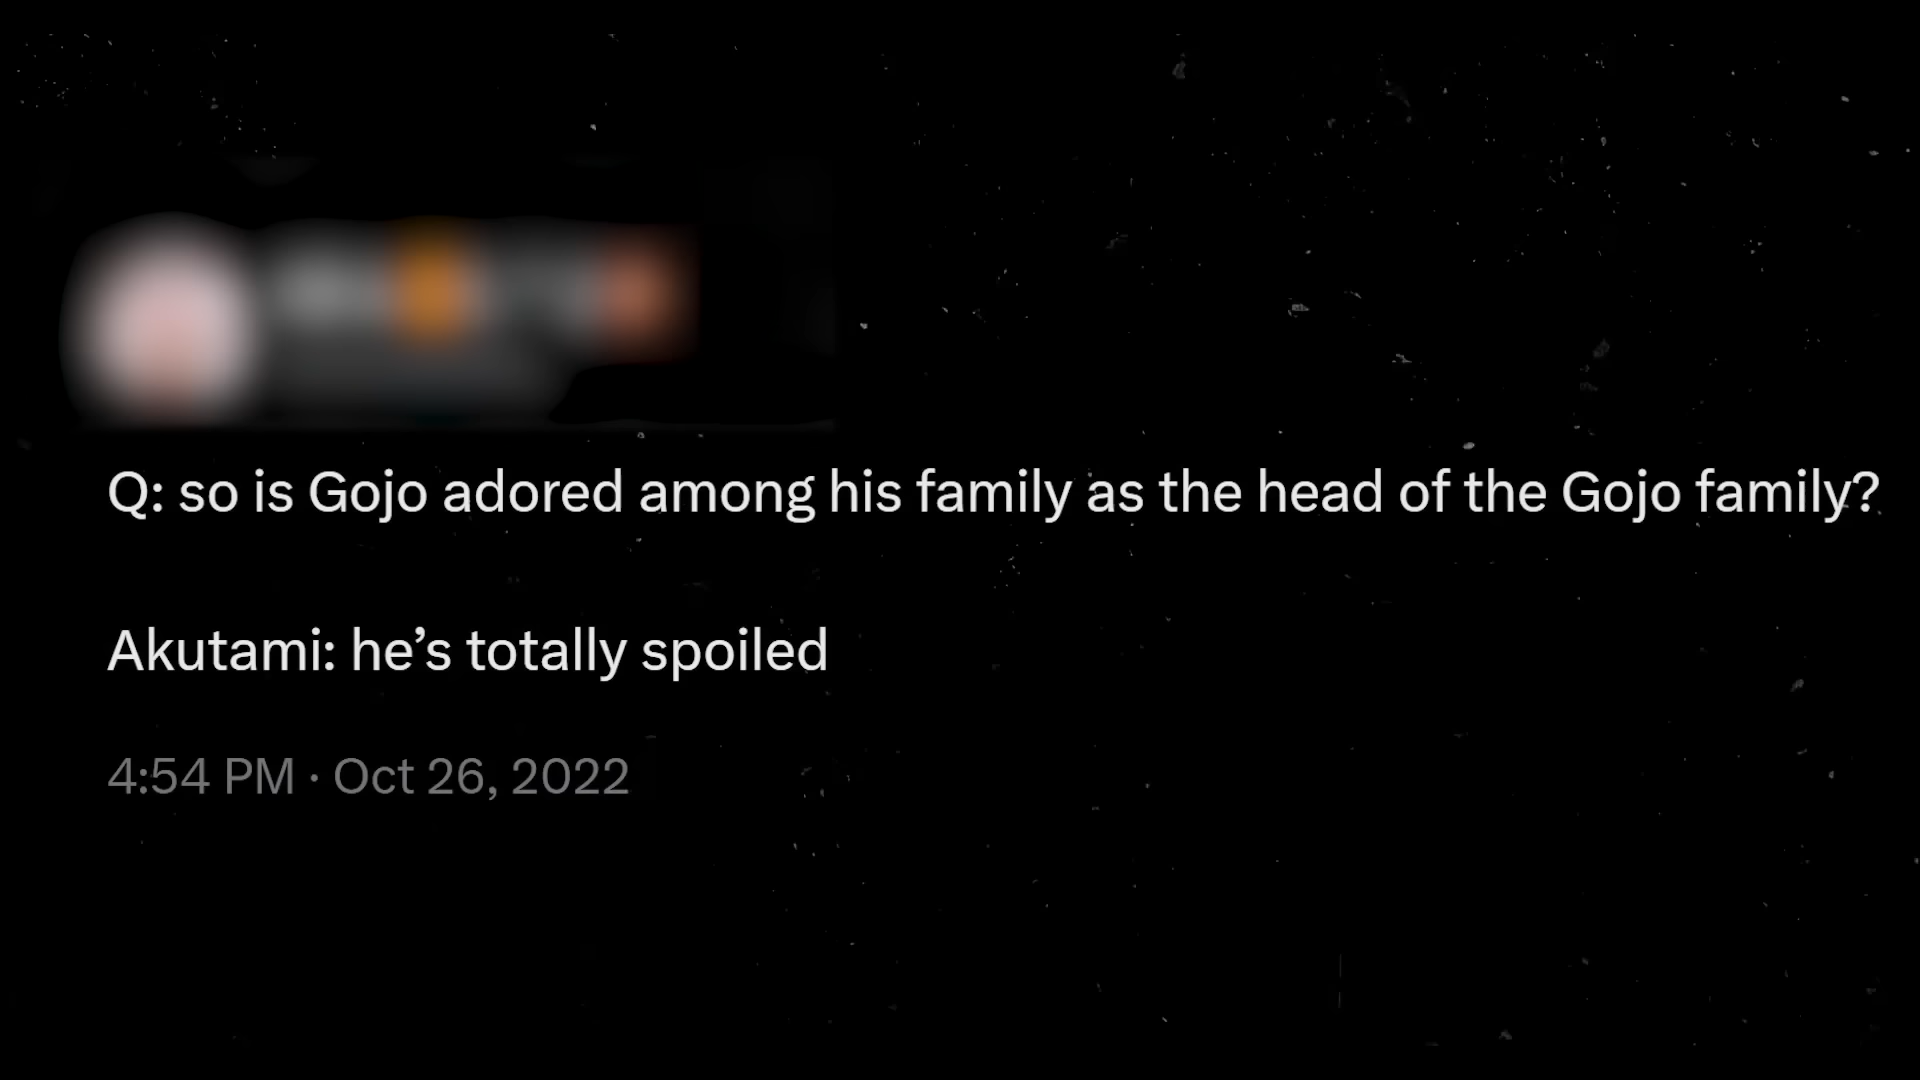 Q: so is Gojo adored among his family as the head of the Gojo family?
Akutami: he’s totally spoiled
4:54 PM · Oct 26, 2022